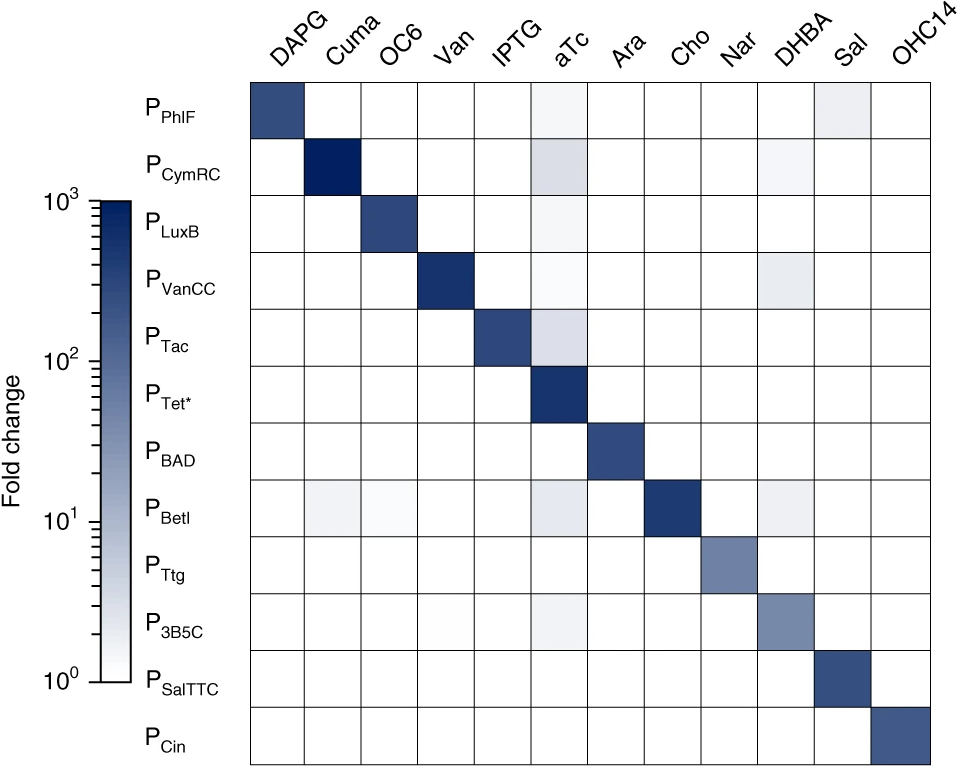 DAPG
Cuma
OC6
Van
IPTG
aTc
Ara
Cho
Nar
DHBA
Sal
OHC14
PPhlF
PCymRC
PLuxB
PVanCC
PTac
PTet*
PBAD
PBetI
PTtg
P3B5C
PSalTTC
PCin
10³
10²
10¹
10⁰
Fold change